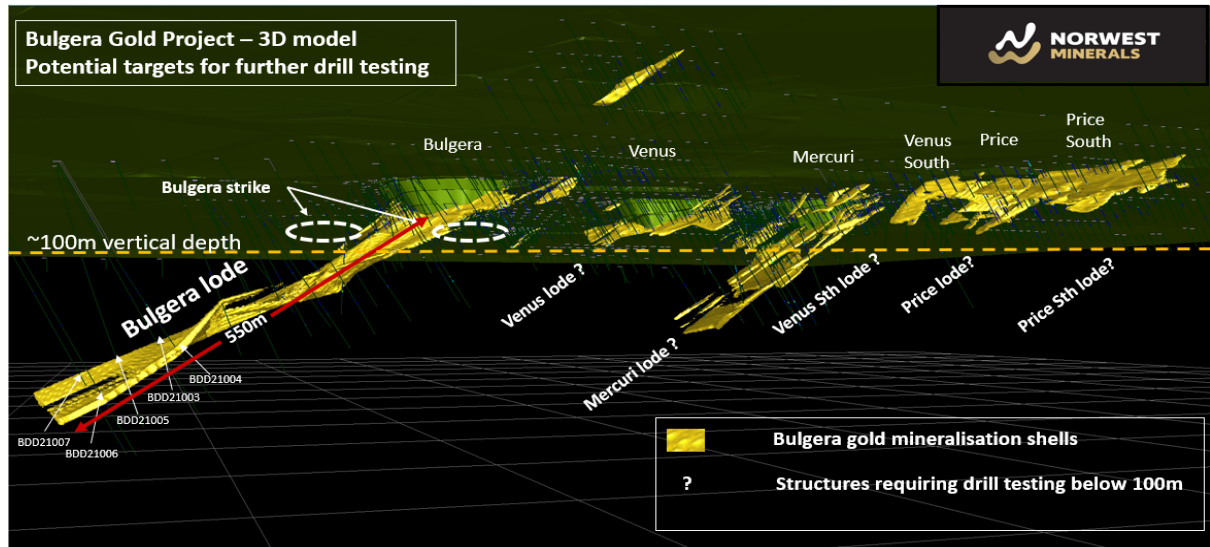 Bulgera Gold Project – 3D model
Potential targets for further drill testing
NORWEST
MINERALS
Bulgera
Venus
Mercuri
Venus
South
Price
Price
South
Bulgera strike
~100m vertical depth
Bulgera lode
550m
Venus lode ?
Mercuri lode ?
Venus Sth lode ?
Price lode?
Price Sth lode?
BDD21004
BDD21003
BDD21005
BDD21007
BDD21006
Bulgera gold mineralisation shells
? Structures requiring drill testing below 100m